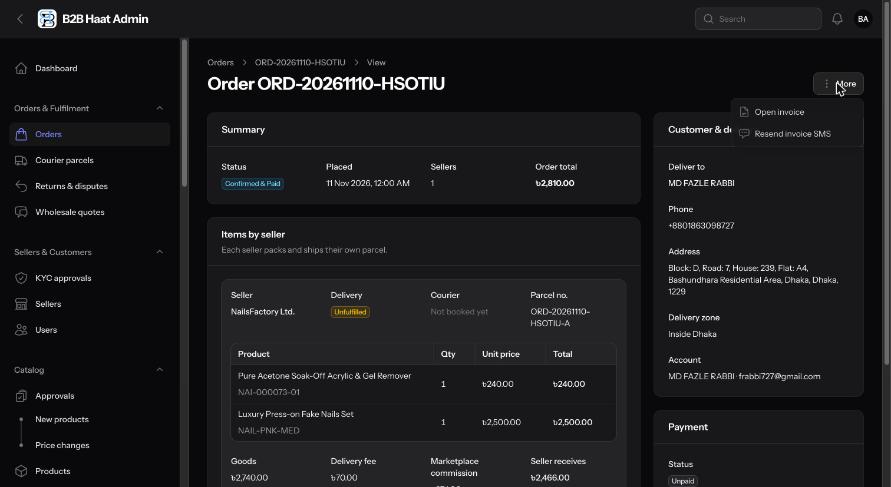 B2B Haat Admin
Search
BA
Dashboard
Orders & Fulfilment
Orders
Courier parcels
Returns & disputes
Wholesale quotes
Sellers & Customers
KYC approvals
Sellers
Users
Catalog
Approvals
New products
Price changes
Products
Orders > ORD-20261110-HSOTIU > View
Order ORD-20261110-HSOTIU
More
Open invoice
Resend invoice SMS
Summary
Status Placed Sellers Order total
Confirmed & Paid 11 Nov 2026, 12:00 AM 1 ৳2,810.00
Items by seller
Each seller packs and ships their own parcel.
Seller Delivery Courier Parcel no.
NailsFactory Ltd. Unfulfilled Not booked yet ORD-20261110-
HSOTIU-A
Product Qty Unit price Total
Pure Acetone Soak-Off Acrylic & Gel Remover
NAI-000073-01
1 ৳240.00 ৳240.00
Luxury Press-on Fake Nails Set
NAIL-PNK-MED
1 ৳2,500.00 ৳2,500.00
Goods Delivery fee Marketplace commission Seller receives
৳2,740.00 ৳70.00 ৳2,466.00
Customer & de
Deliver to
MD FAZLE RABBI
Phone
+8801863098727
Address
Block: D, Road: 7, House: 239, Flat: A4,
Bashundhara Residential Area, Dhaka, Dhaka,
1229
Delivery zone
Inside Dhaka
Account
MD FAZLE RABBI · frabbi727@gmail.com
Payment
Status
Unpaid